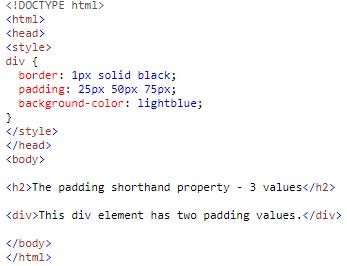 <!DOCTYPE html>
<html>
<head>
<style>
div {
  border: 1px solid black;
  padding: 25px 50px 75px;
  background-color: lightblue;
}
</style>
</head>
<body>

<h2>The padding shorthand property - 3 values</h2>

<div>This div element has two padding values.</div>

</body>
</html>